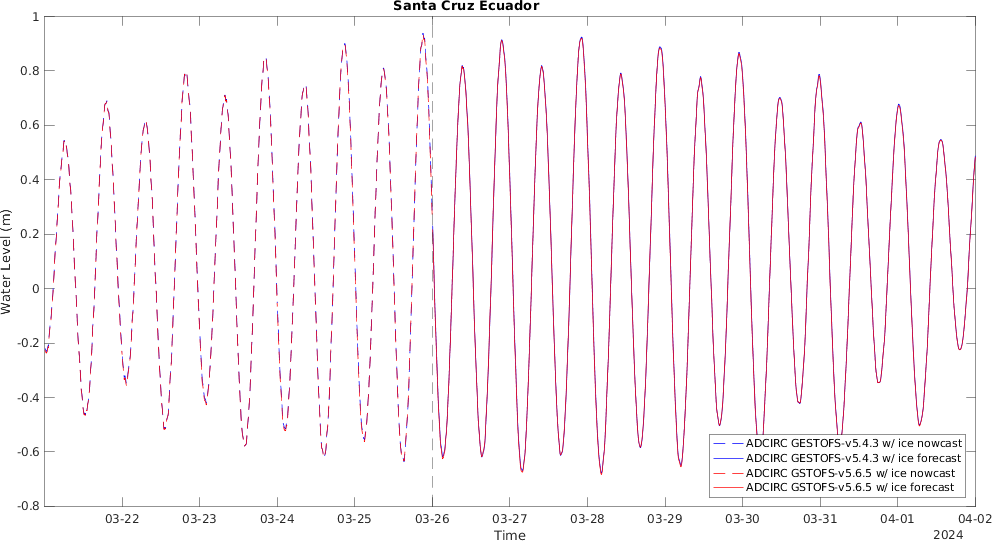 Santa Cruz Ecuador
1
0.8
0.6
0.4
0.2
0
-0.2
-0.4
-0.6
-0.8
Water Level (m)
ADCIRC GESTOFS-v5.4.3 w/ ice nowcast
ADCIRC GESTOFS-v5.4.3 w/ ice forecast
ADCIRC GSTOFS-v5.6.5 w/ ice nowcast
ADCIRC GSTOFS-v5.6.5 w/ ice forecast
03-22 03-23 03-24 03-25 03-26 03-27 03-28 03-29 03-30 03-31 04-01 04-02
Time
2024